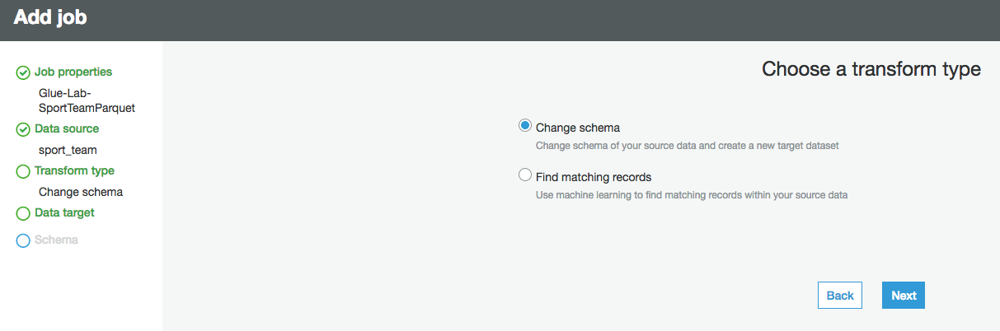 Add job
Job properties
Glue-Lab-
SportTeamParquet
Data source
sport_team
Transform type
Change schema
Data target
Schema
Choose a transform type
Change schema
Change schema of your source data and create a new target dataset
Find matching records
Use machine learning to find matching records within your source data
Back
Next